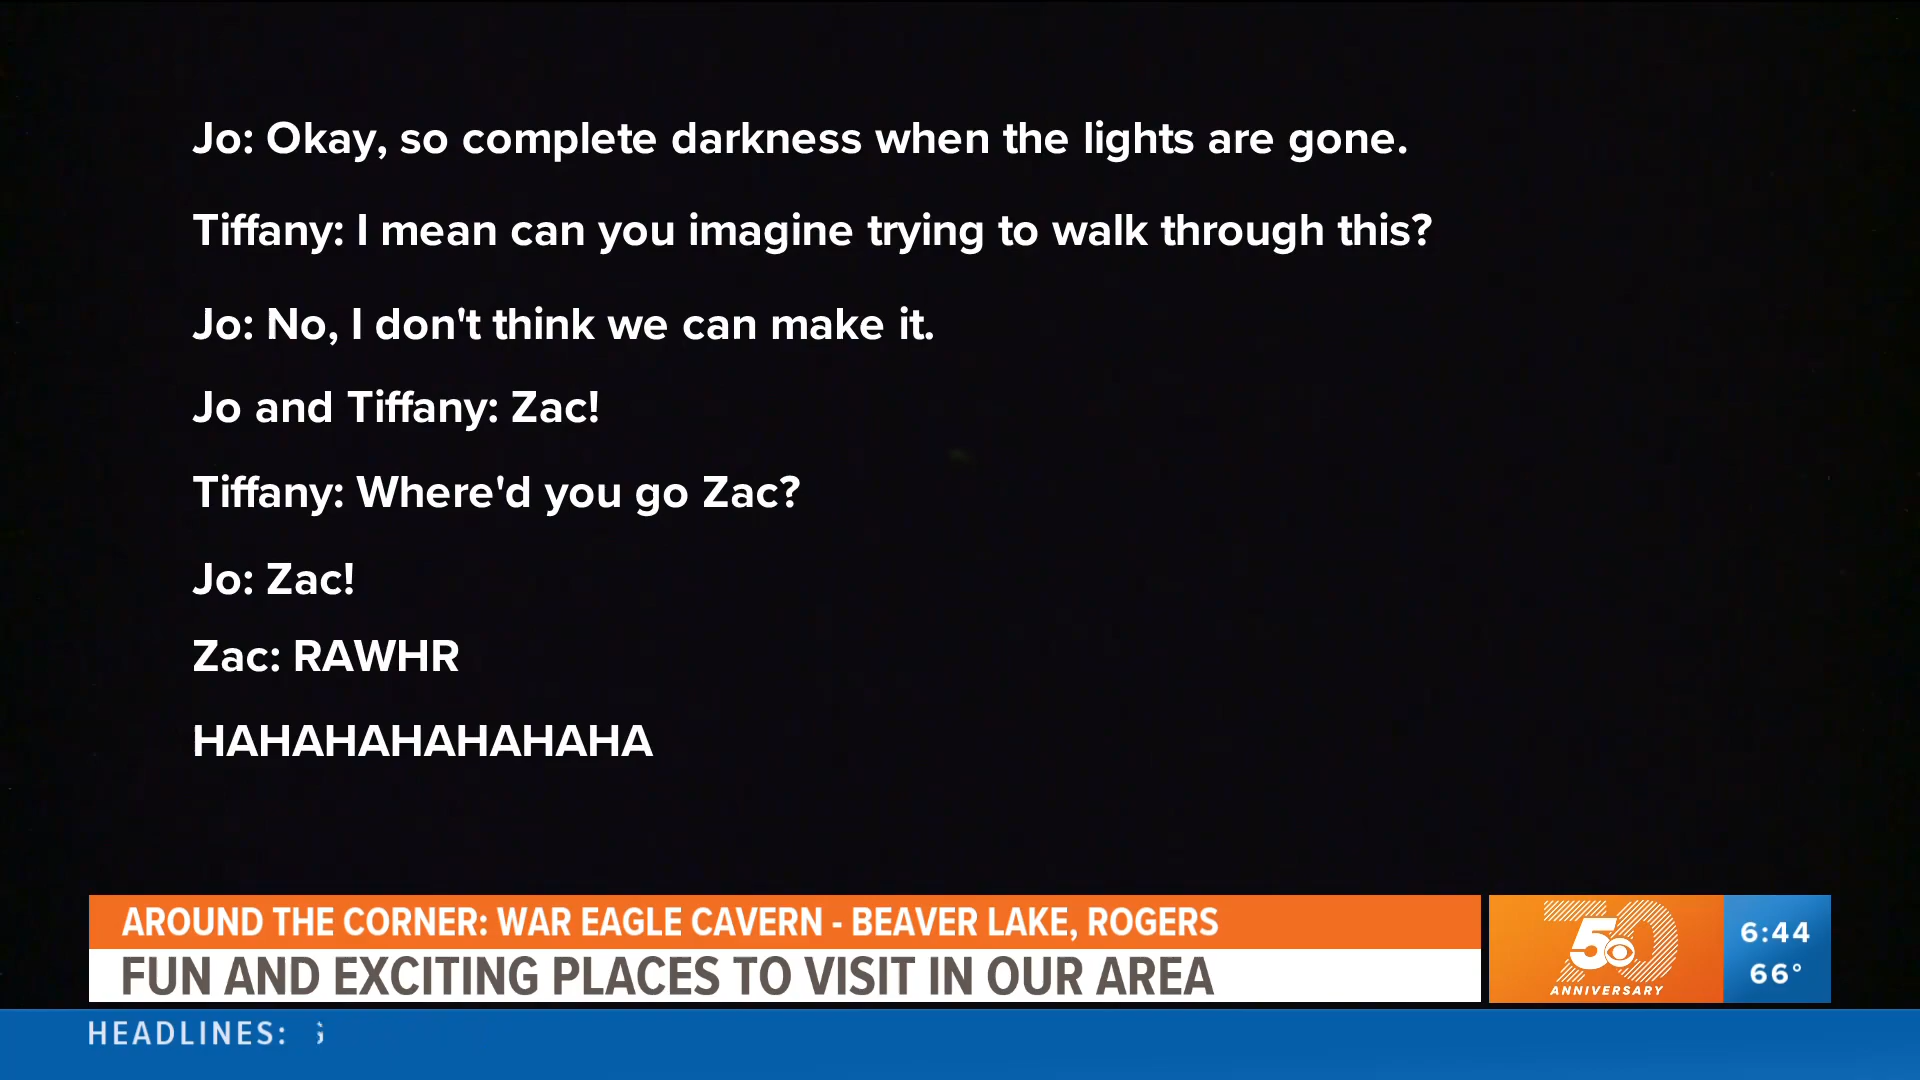 Jo: Okay, so complete darkness when the lights are gone.
Tiffany: I mean can you imagine trying to walk through this?
Jo: No, I don't think we can make it.
Jo and Tiffany: Zac!
Tiffany: Where'd you go Zac?
Jo: Zac!
Zac: RAWHR
HAHAHAHAHAHAHA
AROUND THE CORNER: WAR EAGLE CAVERN - BEAVER LAKE, ROGERS
FUN AND EXCITING PLACES TO VISIT IN OUR AREA
70
5
ANNIVERSARY
6:44
66°
HEADLINES: